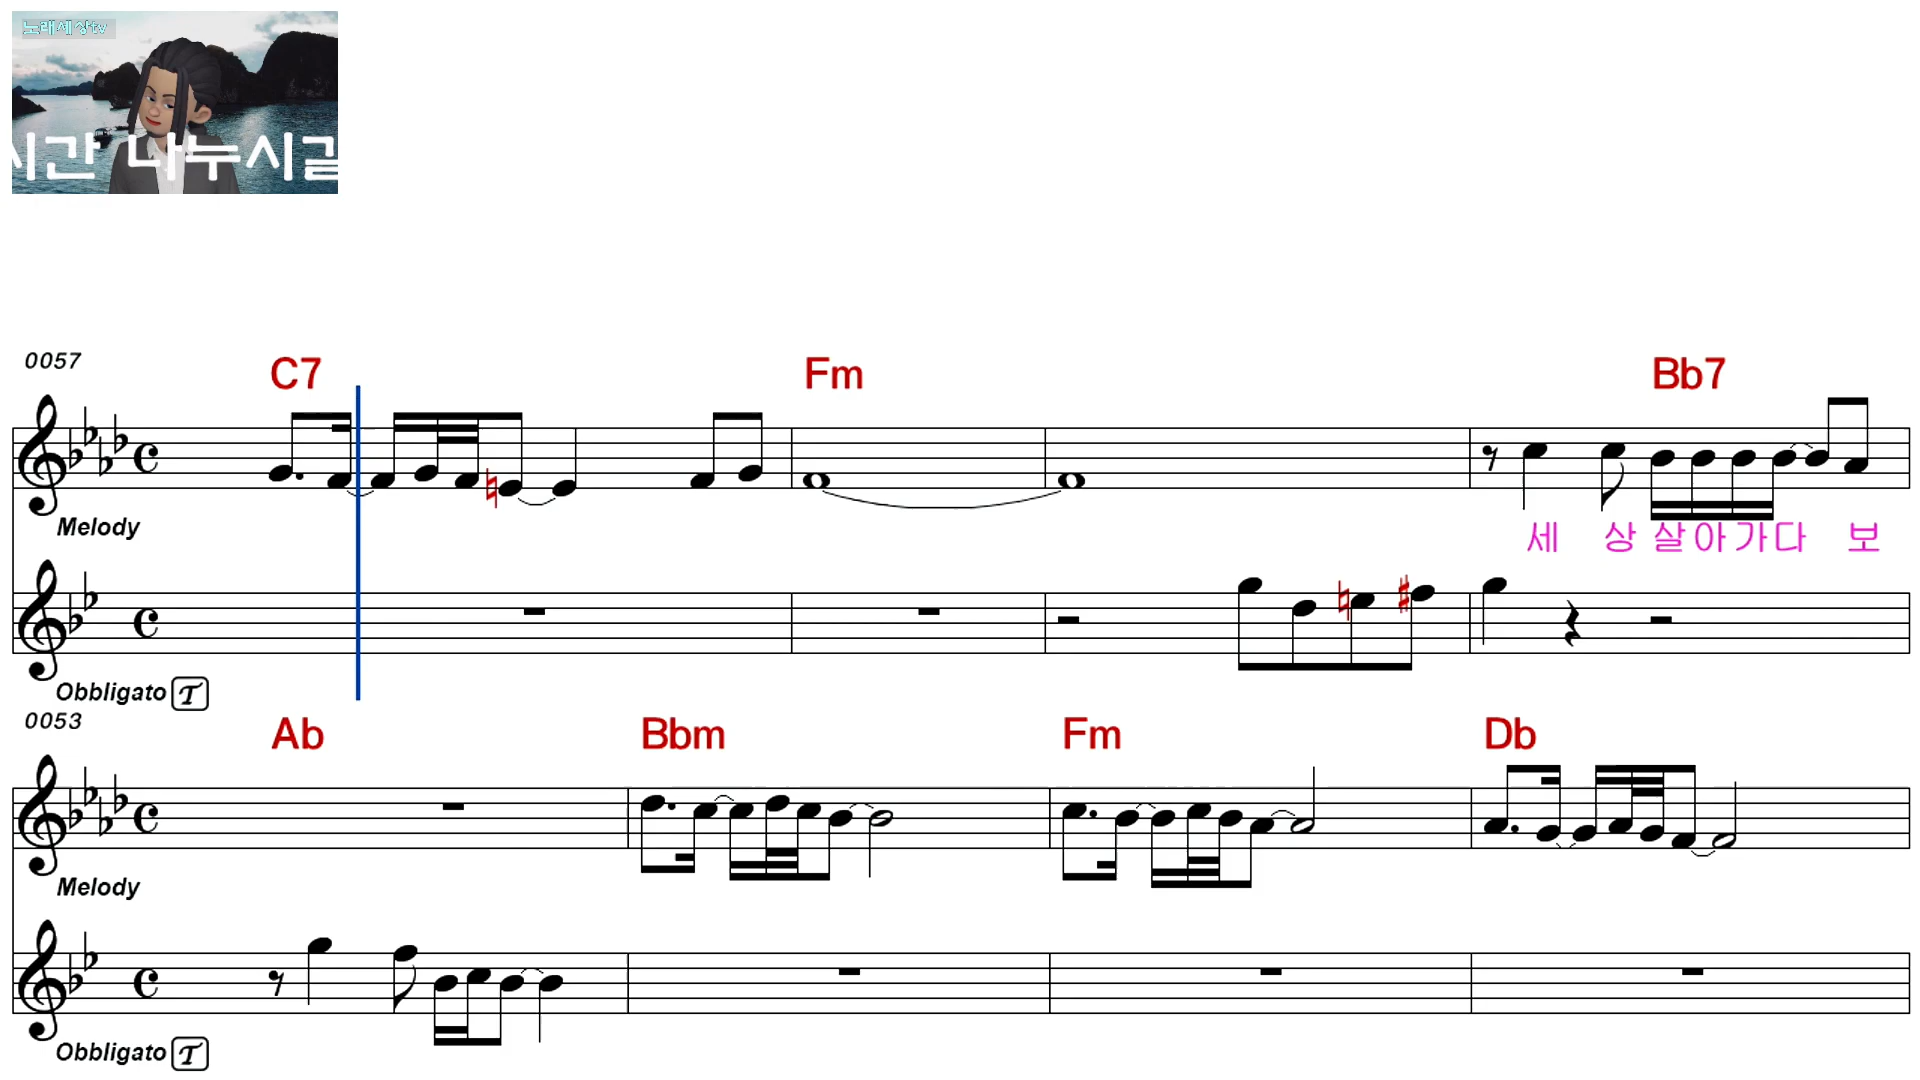 노래세상tv
시간 나누시길
0057
C7 Fm Bb7
Melody
세 상 살아가다 보
Obbligato T
0053
Ab Bbm Fm Db
Melody
Obbligato T